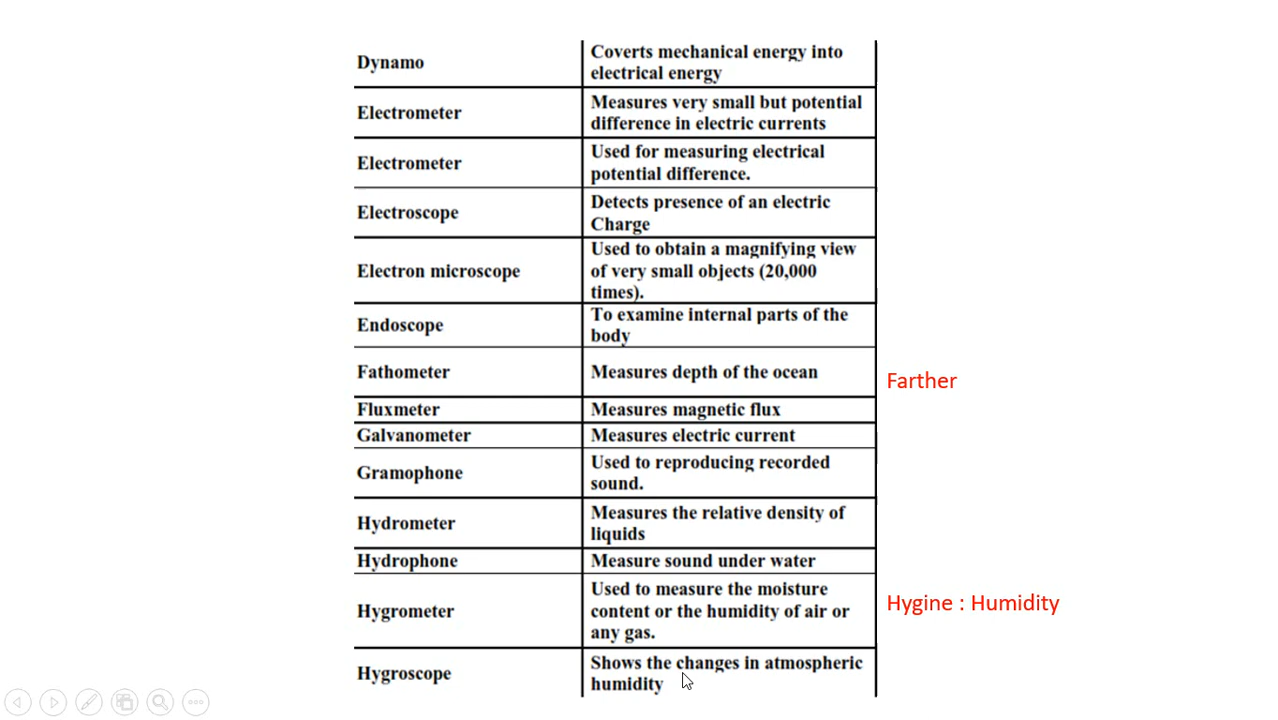 Dynamo
Coverts mechanical energy into
electrical energy
Electrometer
Measures very small but potential
difference in electric currents
Electrometer
Used for measuring electrical
potential difference.
Electroscope
Detects presence of an electric
Charge
Electron microscope
Used to obtain a magnifying view
of very small objects (20,000
times).
Endoscope
To examine internal parts of the
body
Fathometer
Measures depth of the ocean
Farther
Fluxmeter
Measures magnetic flux
Galvanometer
Measures electric current
Gramophone
Used to reproducing recorded
sound.
Hydrometer
Measures the relative density of
liquids
Hydrophone
Measure sound under water
Hygrometer
Used to measure the moisture
content or the humidity of air or
any gas.
Hygine : Humidity
Hygroscope
Shows the changes in atmospheric
humidity